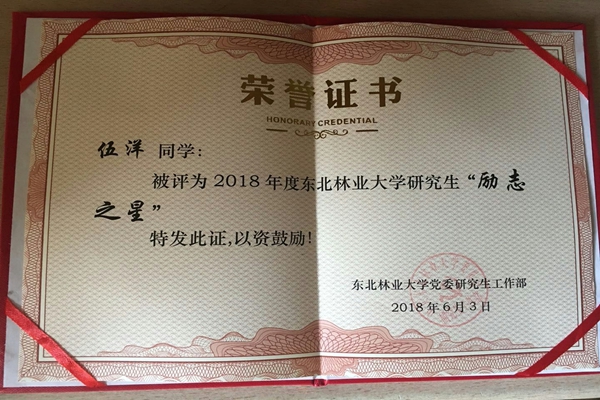 荣誉证书
HONORARY CREDENTIAL
伍洋 同学：
被评为 2018 年度东北林业大学研究生“励志
之星”
特发此证,以资鼓励!
东北林业大学党委研究生工作部
2018 年 6 月 3 日